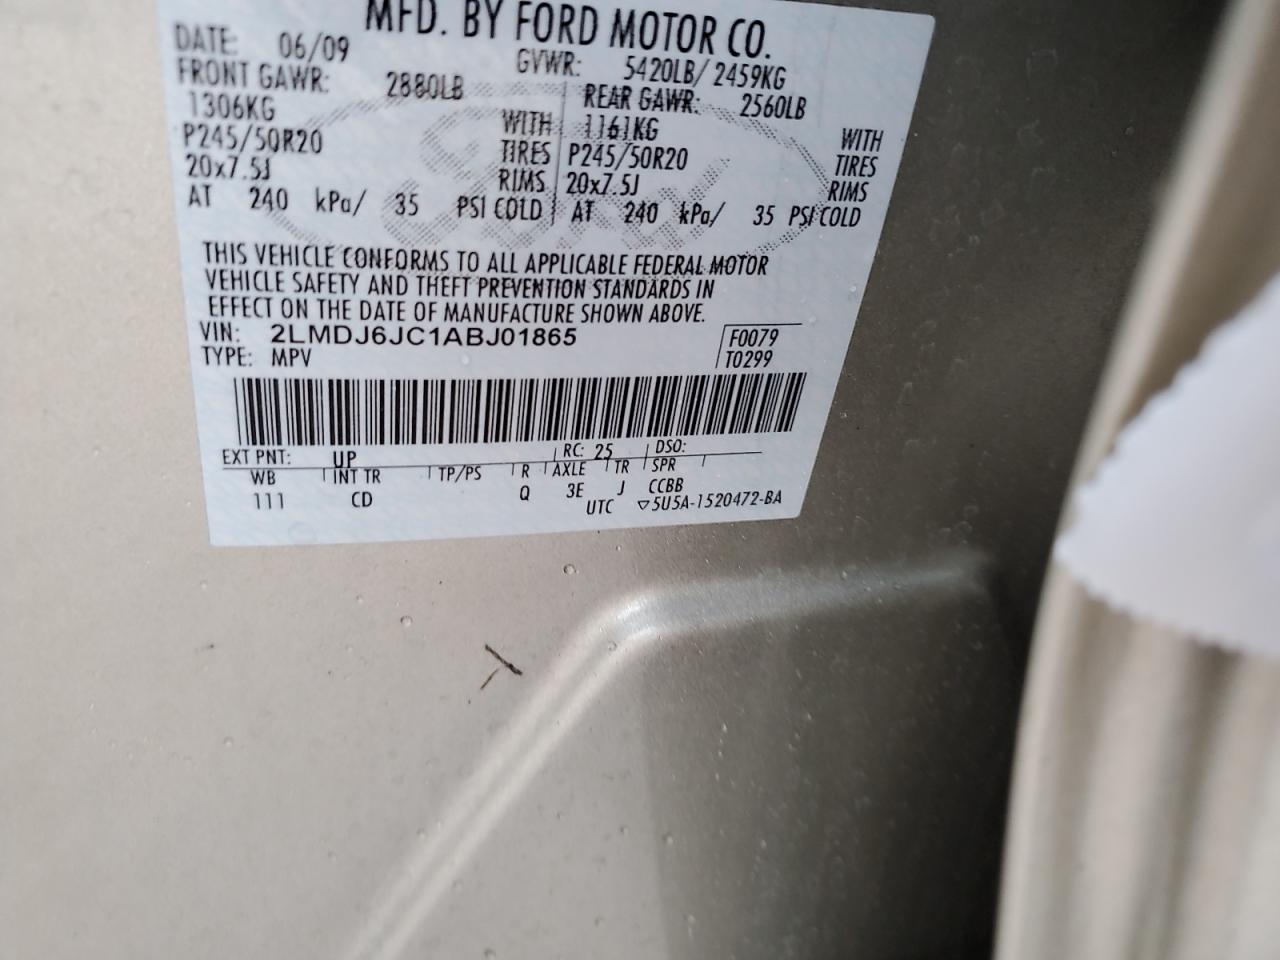 MFD. BY FORD MOTOR CO.
DATE: 06/09 GVWR: 5420LB/ 2459KG
FRONT GAWR: 2880LB REAR GAWR: 2560LB
1306KG WITH 1161KG WITH
P245/50R20 TIRES P245/50R20 TIRES
20x7.5J RIMS 20x7.5J RIMS
AT 240 kPa/ 35 PSI COLD AT 240 kPa/ 35 PSI COLD
THIS VEHICLE CONFORMS TO ALL APPLICABLE FEDERAL MOTOR
VEHICLE SAFETY AND THEFT PREVENTION STANDARDS IN
EFFECT ON THE DATE OF MANUFACTURE SHOWN ABOVE.
VIN: 2LMDJ6JC1ABJ01865 F0079
TYPE: MPV T0299
EXT PNT: UP RC: 25 DSO:
WB INT TR TP/PS R AXLE TR SPR
111 CD Q 3E J CCBB
UTC ▽5U5A-1520472-BA